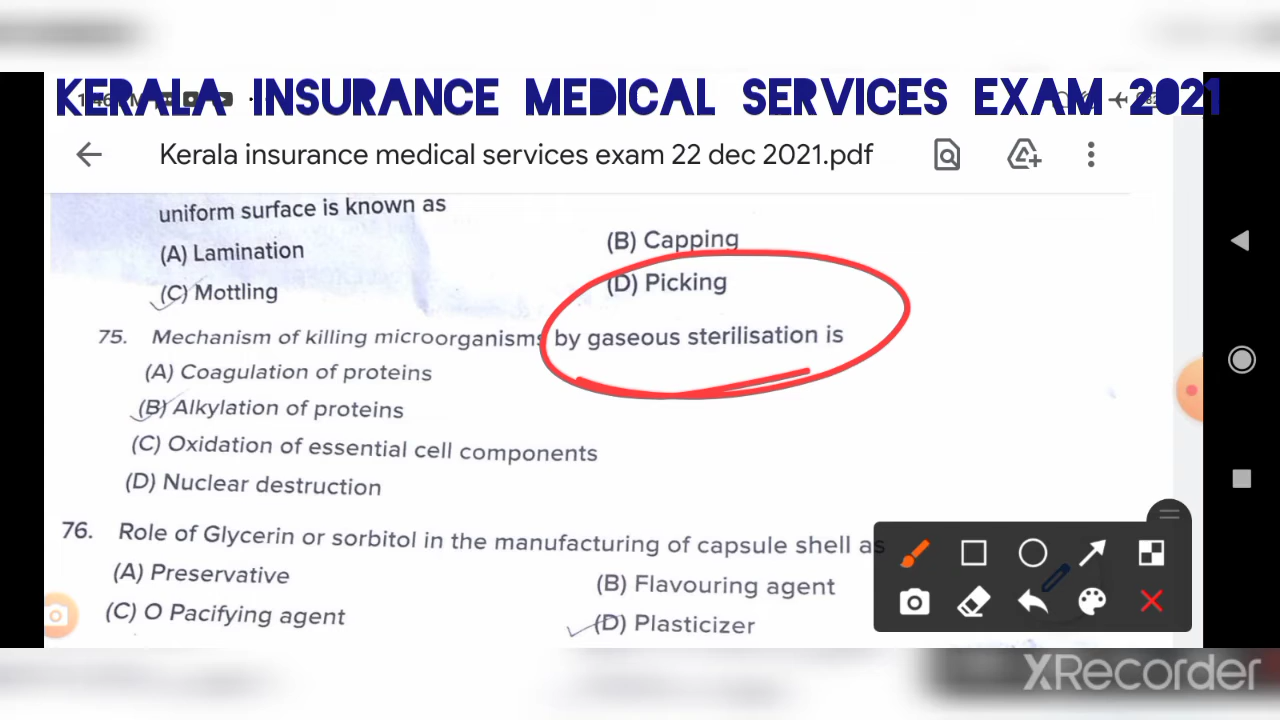 KERALA INSURANCE MEDICAL SERVICES EXAM 2021
Kerala insurance medical services exam 22 dec 2021.pdf
uniform surface is known as
(A) Lamination
(B) Capping
(C) Mottling
(D) Picking
75. Mechanism of killing microorganisms by gaseous sterilisation is
(A) Coagulation of proteins
(B) Alkylation of proteins
(C) Oxidation of essential cell components
(D) Nuclear destruction
76. Role of Glycerin or sorbitol in the manufacturing of capsule shell as
(A) Preservative
(B) Flavouring agent
(C) O Pacifying agent
(D) Plasticizer
XRecorder